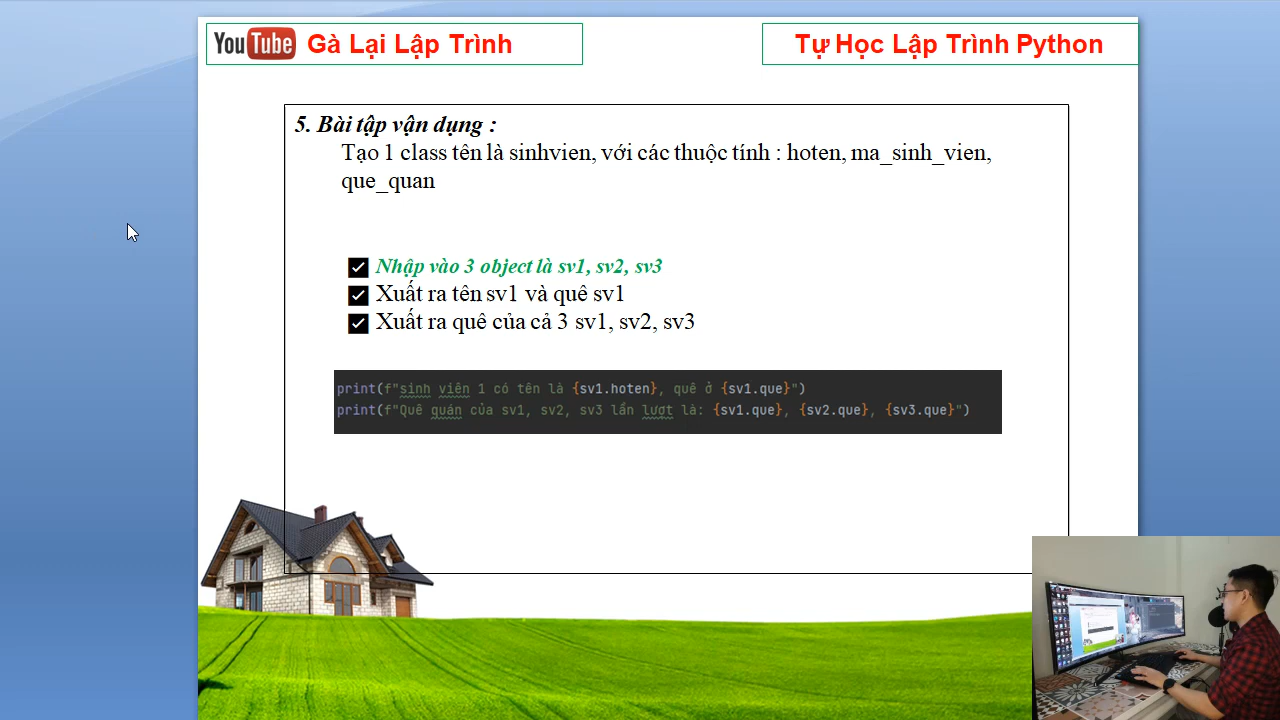 YouTube Gà Lại Lập Trình
Tự Học Lập Trình Python
5. Bài tập vận dụng :
Tạo 1 class tên là sinhvien, với các thuộc tính : hoten, ma_sinh_vien,
que_quan
Nhập vào 3 object là sv1, sv2, sv3
Xuất ra tên sv1 và quê sv1
Xuất ra quê của cả 3 sv1, sv2, sv3
print(f"sinh viên 1 có tên là {sv1.hoten}, quê ở {sv1.que}")
print(f"Quê quán của sv1, sv2, sv3 lần lượt là: {sv1.que}, {sv2.que}, {sv3.que}")